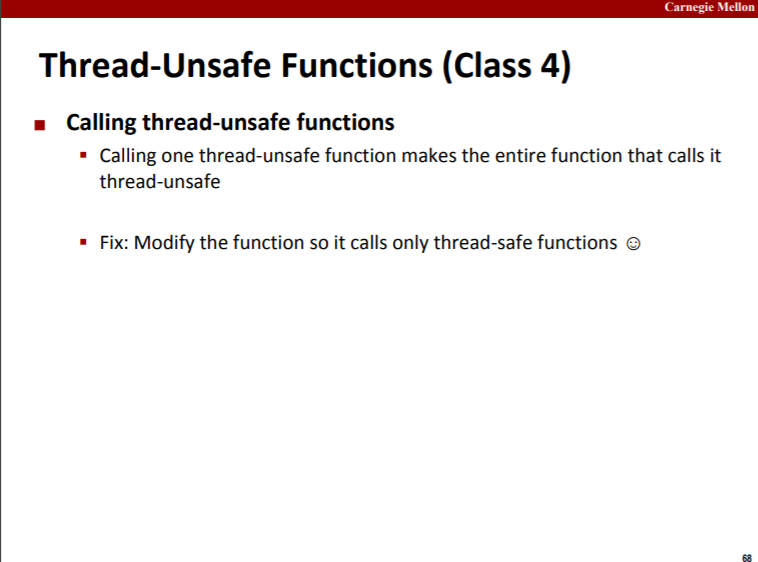 Carnegie Mellon
Thread-Unsafe Functions (Class 4)
Calling thread-unsafe functions
Calling one thread-unsafe function makes the entire function that calls it
thread-unsafe
Fix: Modify the function so it calls only thread-safe functions ☺
68